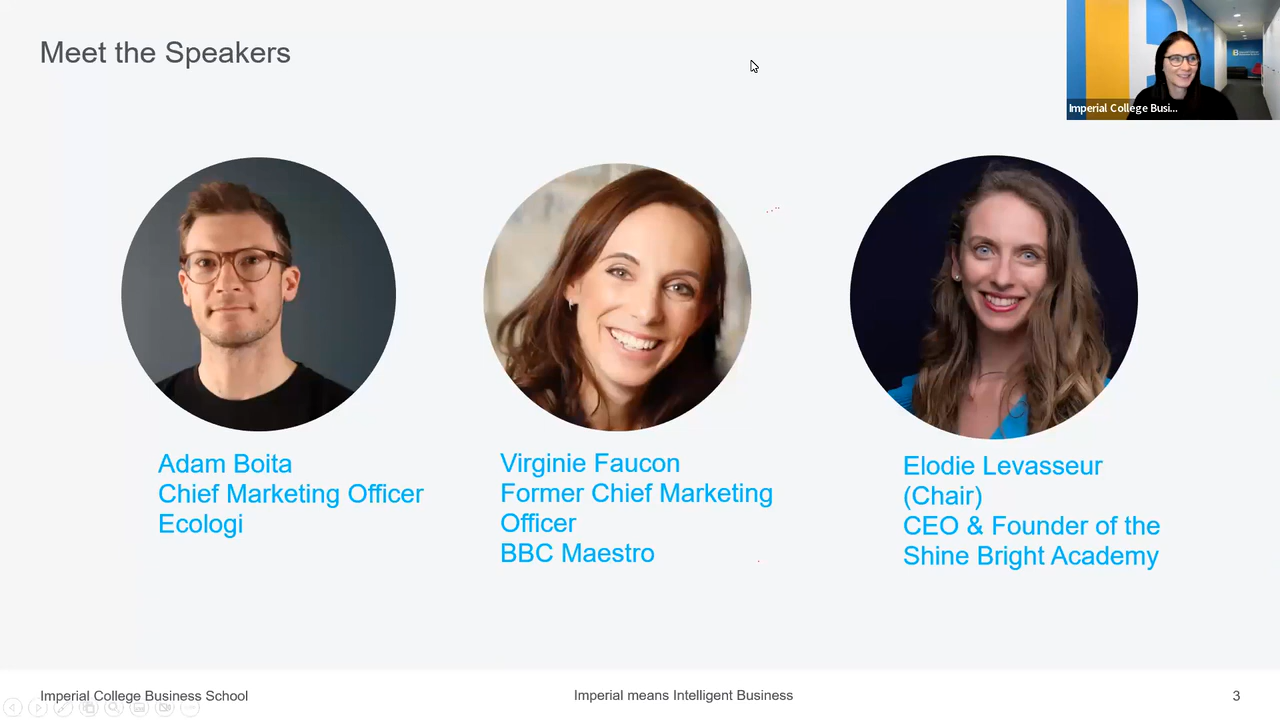 Meet the Speakers
Imperial College Busi...
Adam Boita
Chief Marketing Officer
Ecologi
Virginie Faucon
Former Chief Marketing
Officer
BBC Maestro
Elodie Levasseur
(Chair)
CEO & Founder of the
Shine Bright Academy
Imperial College Business School
Imperial means Intelligent Business
3